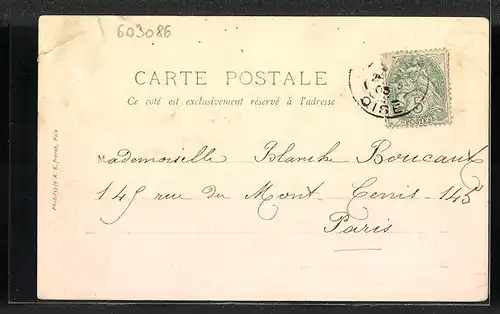 603086
CARTE POSTALE
Ce côté est exclusivement réservé à l'adresse
OISE
5
POSTES
Mademoiselle Blanche Boucaut
145 rue du Mont-Cenis-145
Paris